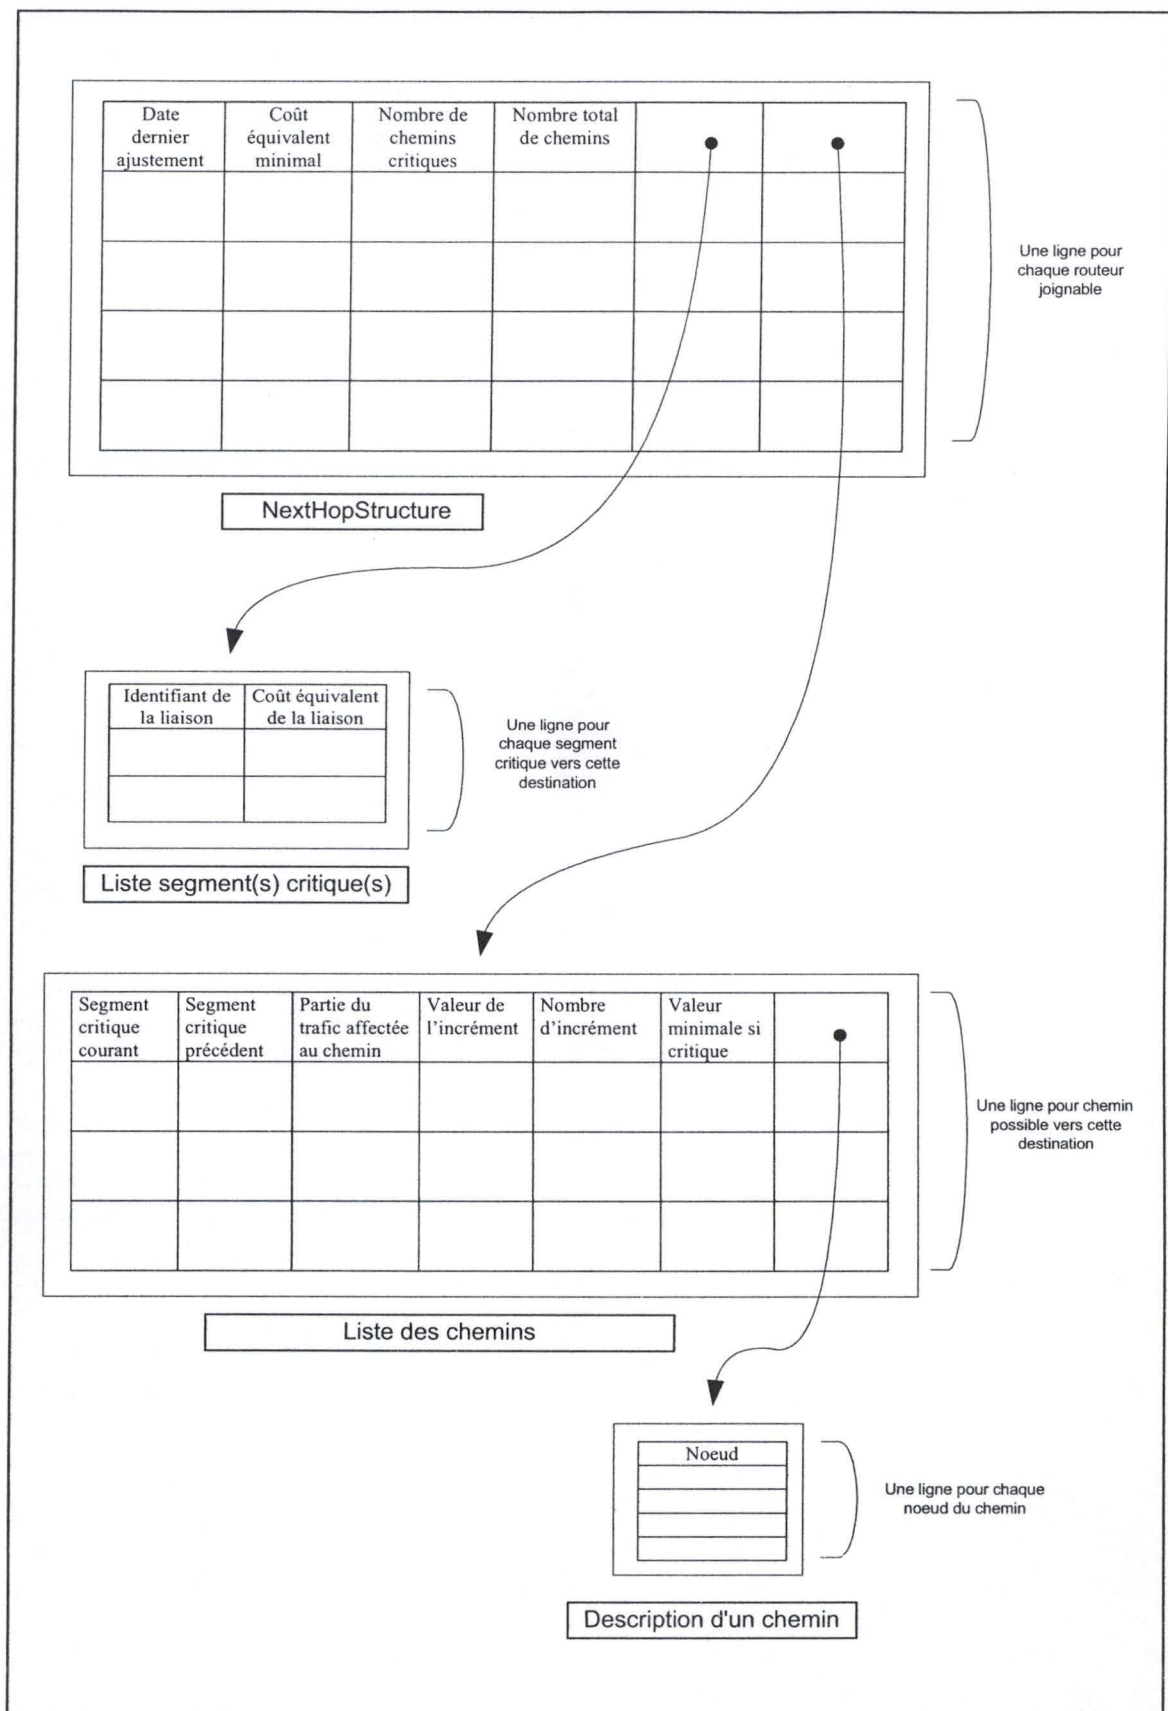 Date
dernier
ajustement
Coût
équivalent
minimal
Nombre de
chemins
critiques
Nombre total
de chemins
Une ligne pour
chaque routeur
joignable
NextHopStructure
Identifiant de
la liaison
Coût équivalent
de la liaison
Une ligne pour
chaque segment
critique vers cette
destination
Liste segment(s) critique(s)
Segment
critique
courant
Segment
critique
précédent
Partie du
trafic affectée
au chemin
Valeur de
l'incrément
Nombre
d'incrément
Valeur
minimale si
critique
Une ligne pour chemin
possible vers cette
destination
Liste des chemins
Noeud
Une ligne pour chaque
noeud du chemin
Description d'un chemin